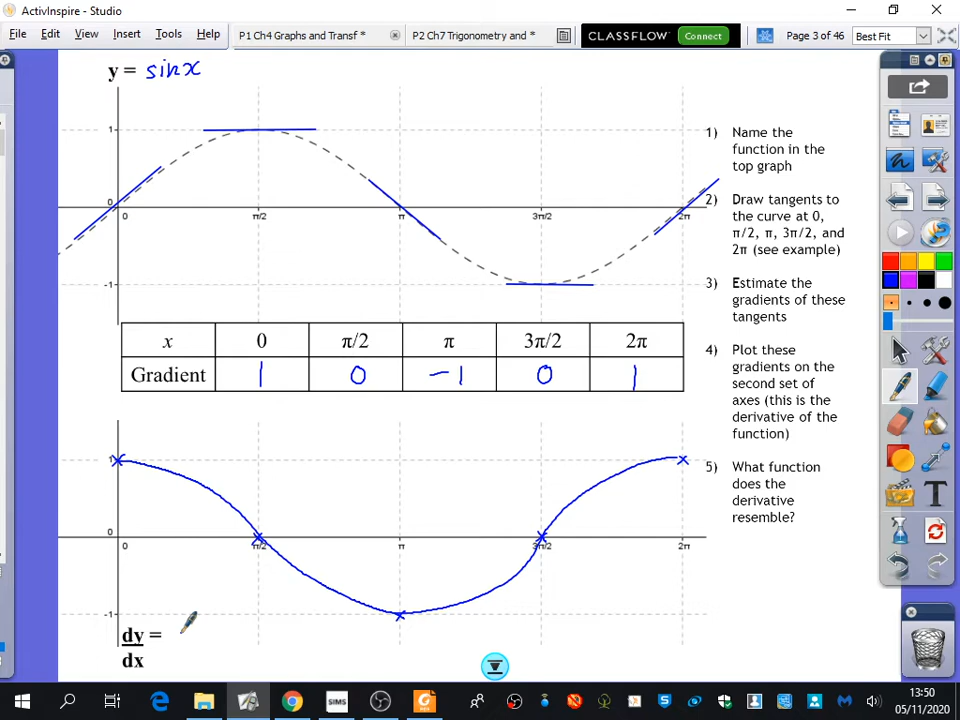 ActivInspire - Studio
File Edit View Insert Tools Help
P1 Ch4 Graphs and Transf *
P2 Ch7 Trigonometry and *
CLASSFLOW
Connect
Page 3 of 46
Best Fit
y = sin x
1
0
0
π/2
π
3π/2
2π
-1
x 0 π/2 π 3π/2 2π
Gradient 1 0 -1 0 1
1
0
0
π/2
π
3π/2
2π
-1
dy =
dx
1) Name the
function in the
top graph
2) Draw tangents to
the curve at 0,
π/2, π, 3π/2, and
2π (see example)
3) Estimate the
gradients of these
tangents
4) Plot these
gradients on the
second set of
axes (this is the
derivative of the
function)
5) What function
does the
derivative
resemble?
SIMS
13:50
05/11/2020